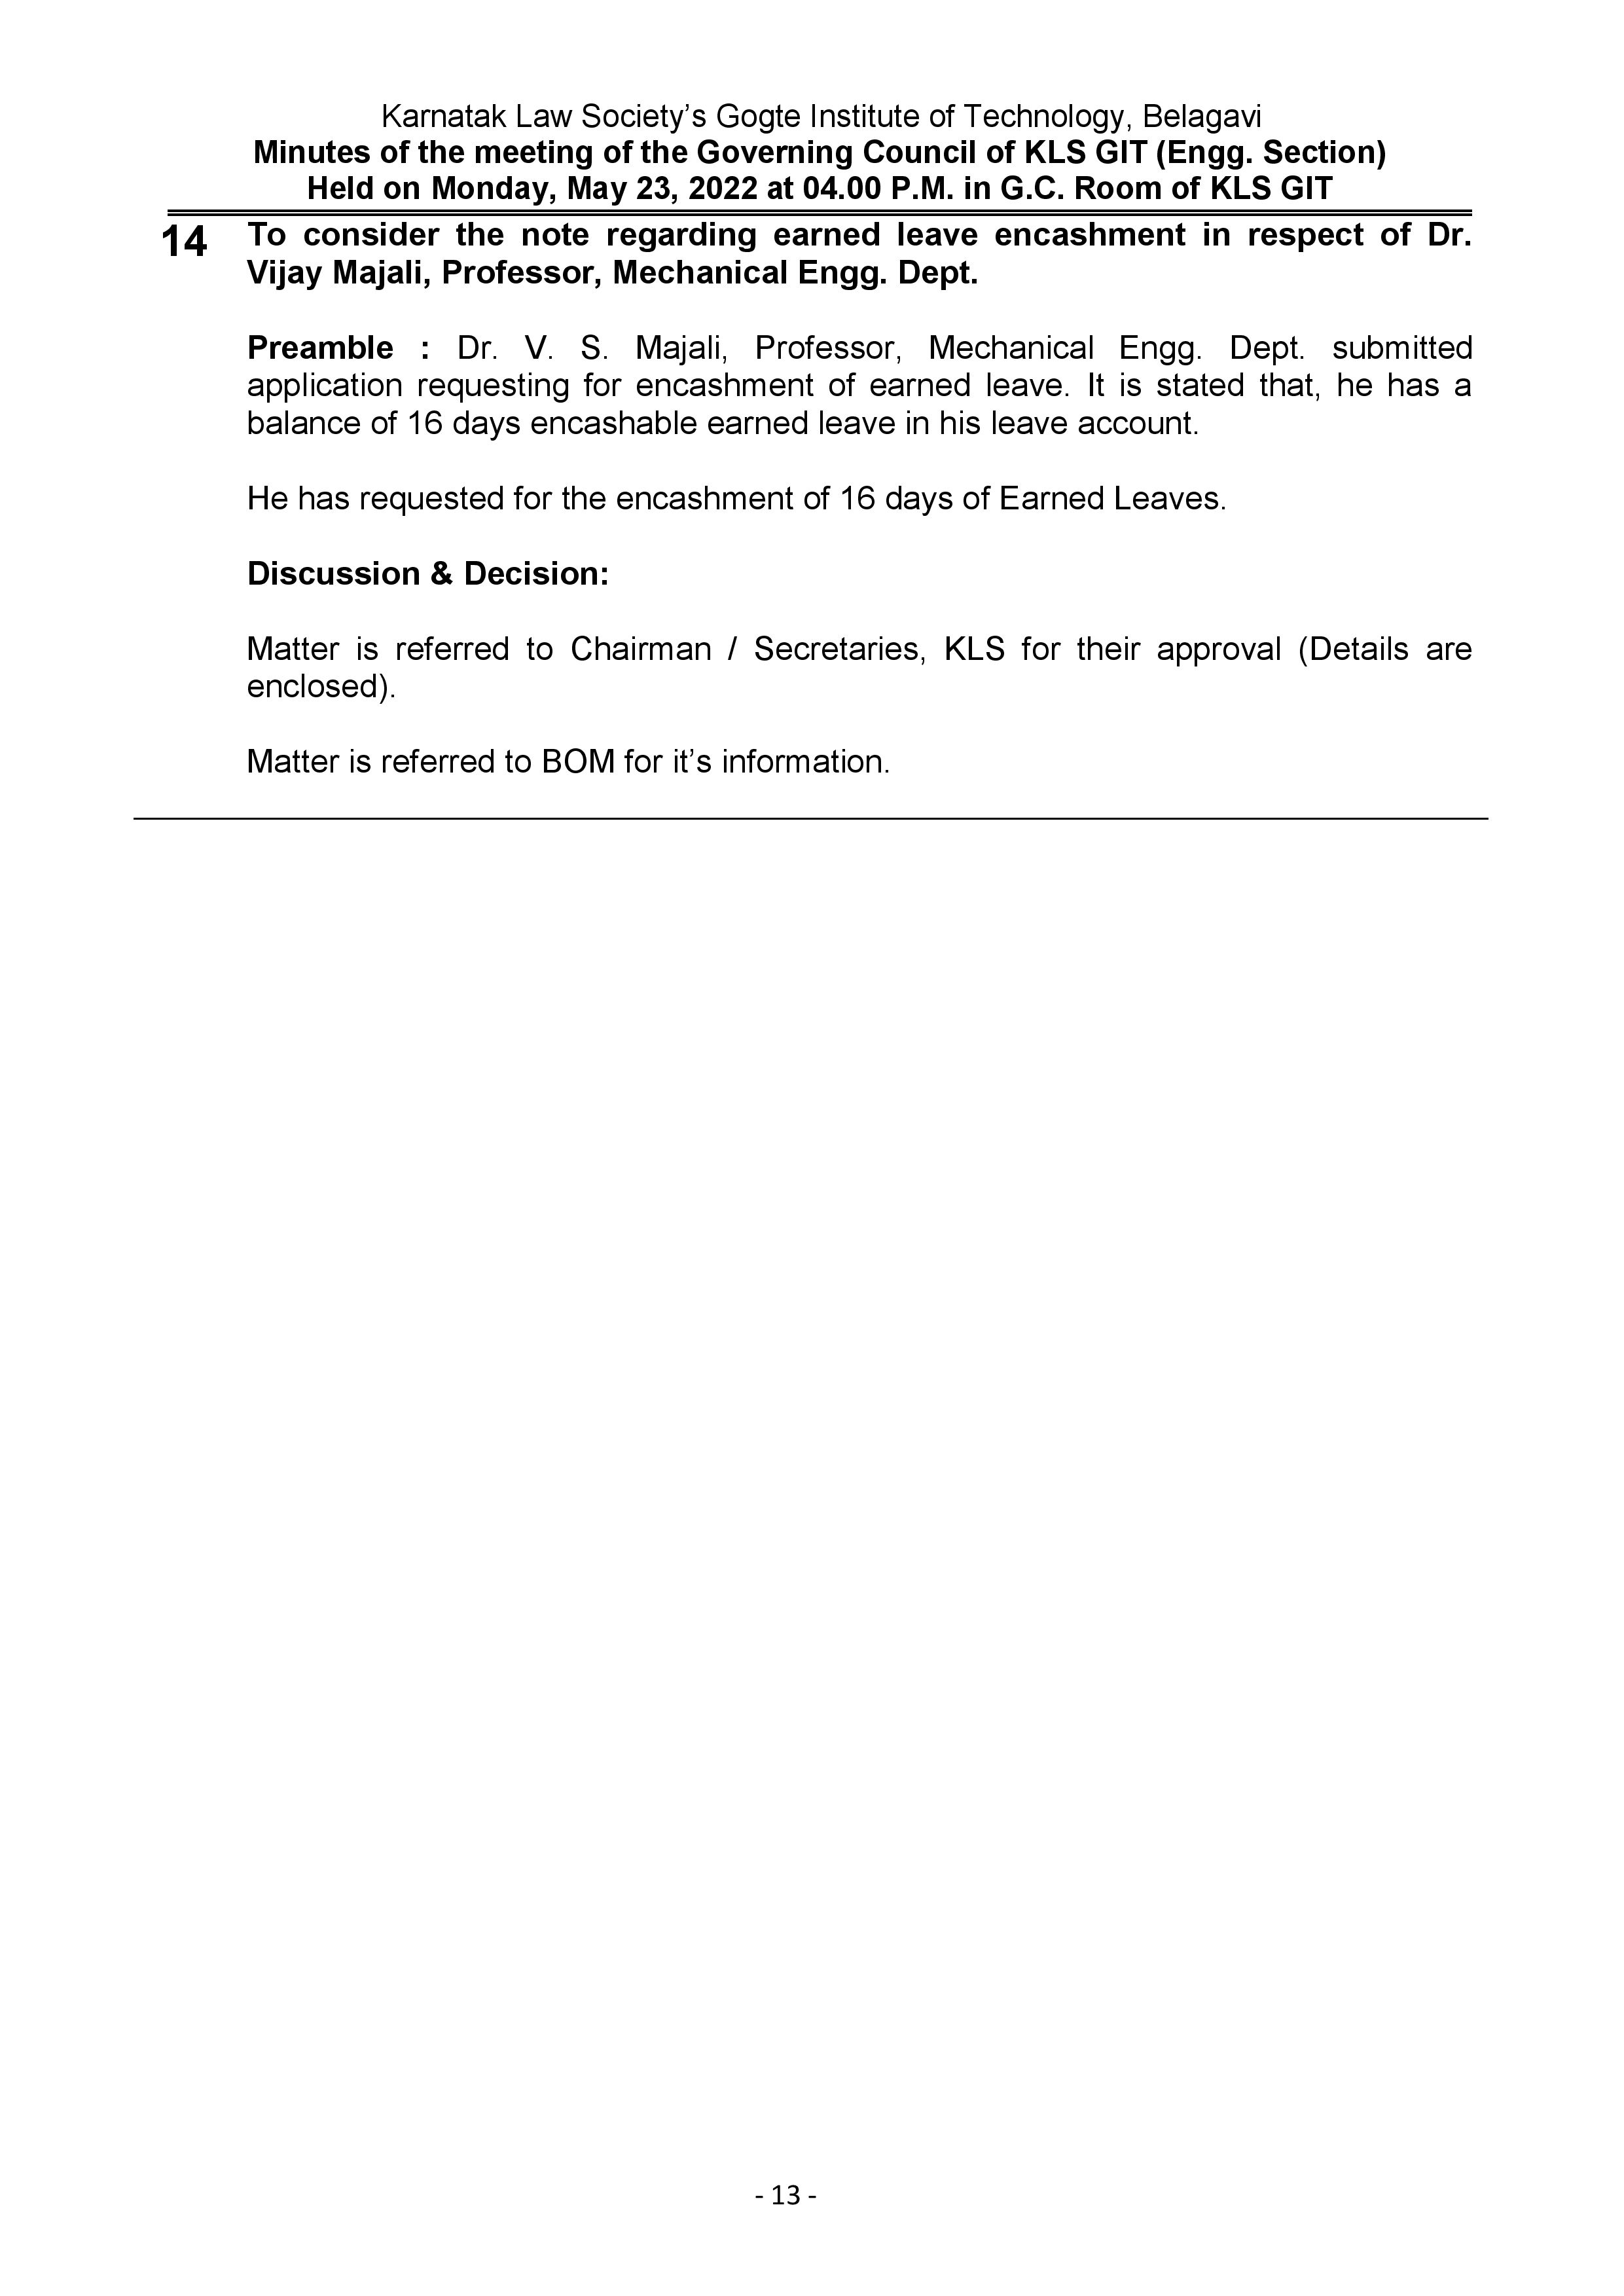 Karnatak Law Society’s Gogte Institute of Technology, Belagavi
Minutes of the meeting of the Governing Council of KLS GIT (Engg. Section)
Held on Monday, May 23, 2022 at 04.00 P.M. in G.C. Room of KLS GIT
14 To consider the note regarding earned leave encashment in respect of Dr.
Vijay Majali, Professor, Mechanical Engg. Dept.
Preamble : Dr. V. S. Majali, Professor, Mechanical Engg. Dept. submitted
application requesting for encashment of earned leave. It is stated that, he has a
balance of 16 days encashable earned leave in his leave account.
He has requested for the encashment of 16 days of Earned Leaves.
Discussion & Decision:
Matter is referred to Chairman / Secretaries, KLS for their approval (Details are
enclosed).
Matter is referred to BOM for it’s information.
- 13 -